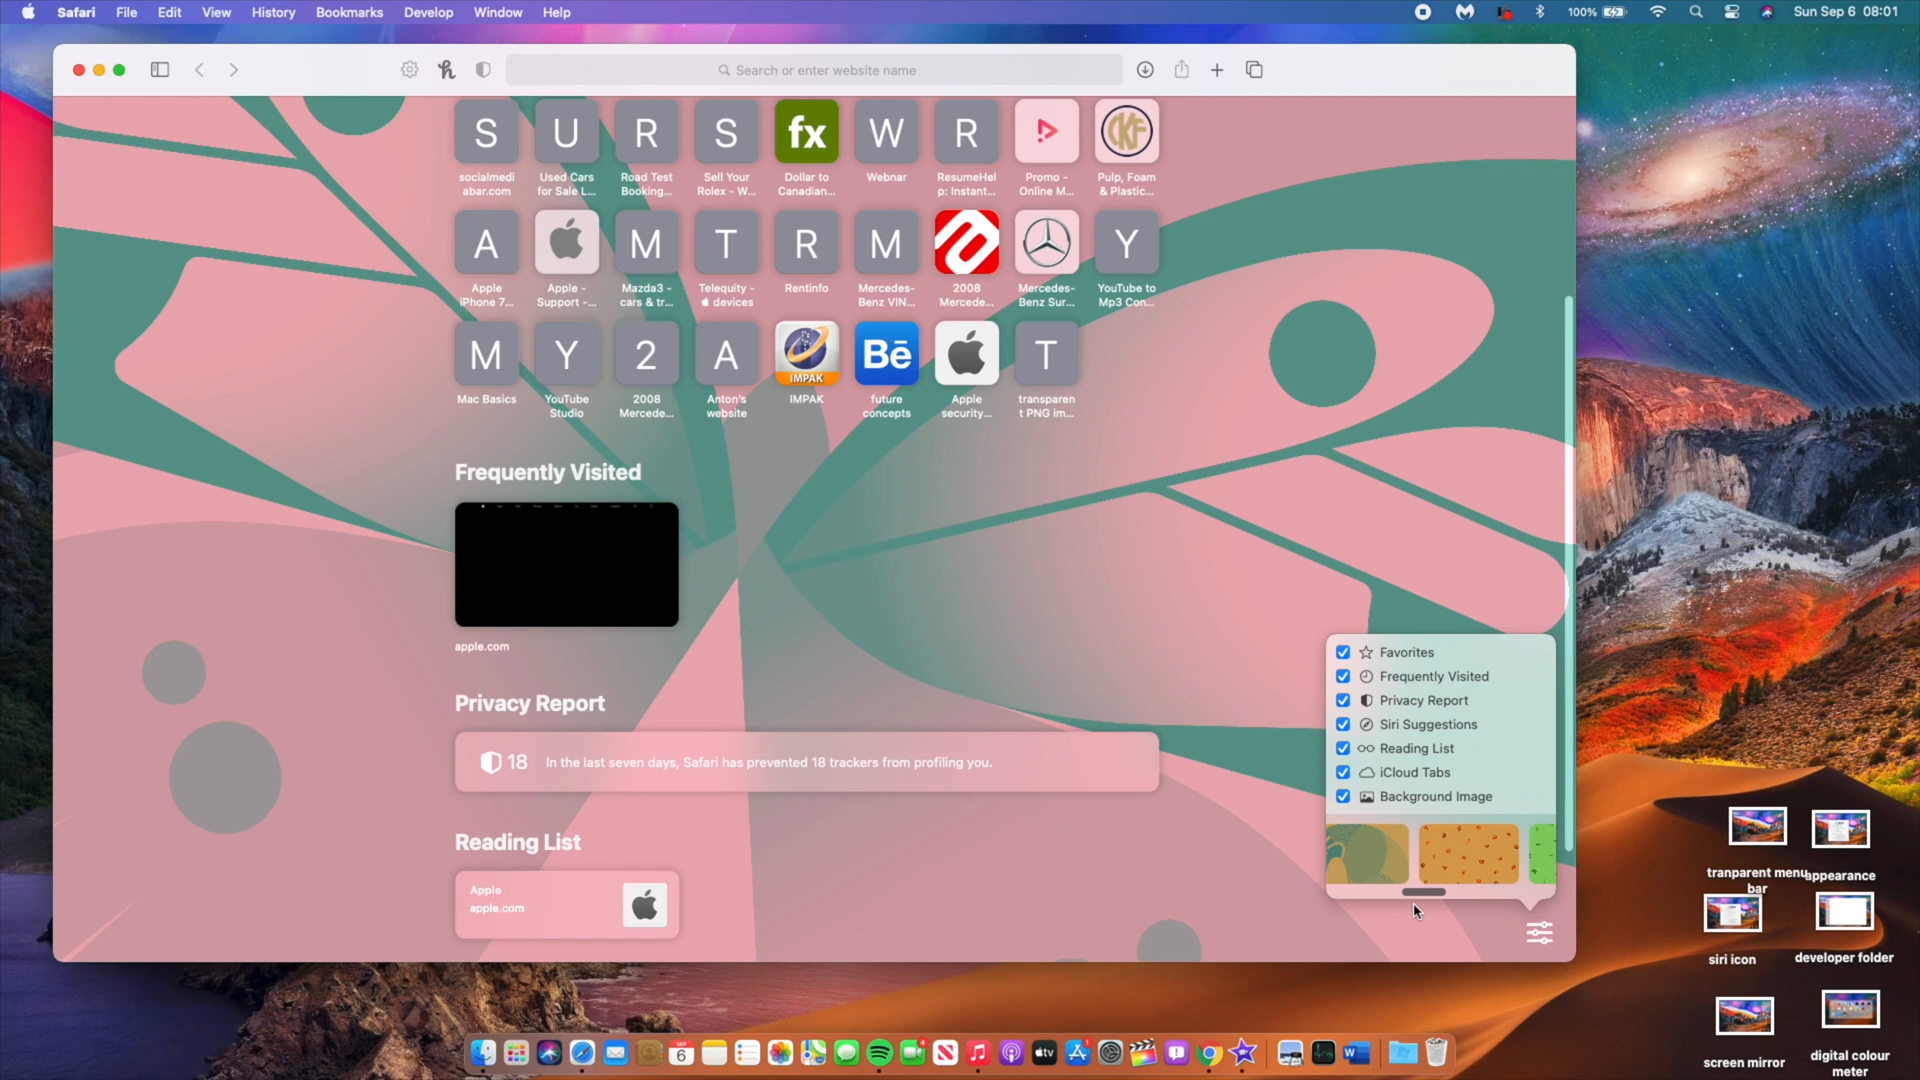 Safari File Edit View History Bookmarks Develop Window Help
100%
Sun Sep 6 08:01
Search or enter website name
S U R S fx W R CKF
socialmedi
abar.com
Used Cars
for Sale L...
Road Test
Booking...
Sell Your
Rolex - W...
Dollar to
Canadian...
Webnar
ResumeHel
p: Instant...
Promo -
Online M...
Pulp, Foam
& Plastic...
A M T R M Y
Apple
iPhone 7...
Apple -
Support -...
Mazda3 -
cars & tr...
Telequity -
devices
Rentinfo
Mercedes-
Benz VIN...
2008
Mercede...
Mercedes-
Benz Sur...
YouTube to
Mp3 Con...
M Y 2 A IMPAK Bē T
Mac Basics
YouTube
Studio
2008
Mercede...
Anton's
website
IMPAK
future
concepts
Apple
security...
transparen
t PNG im...
Frequently Visited
apple.com
Privacy Report
18 In the last seven days, Safari has prevented 18 trackers from profiling you.
Reading List
Apple
apple.com
Favorites
Frequently Visited
Privacy Report
Siri Suggestions
Reading List
iCloud Tabs
Background Image
tranparent menu
bar
appearance
siri icon
developer folder
screen mirror
digital colour
meter
SEP
6
tv
W